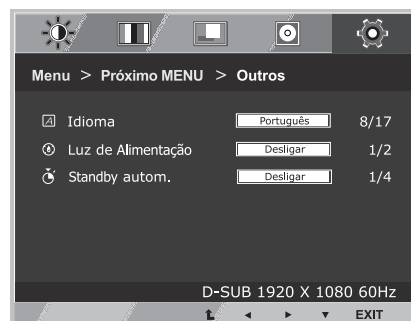 Menu > Próximo MENU > Outros
Idioma Português 8/17
Luz de Alimentação Desligar 1/2
Standby autom. Desligar 1/4
D-SUB 1920 X 1080 60Hz
EXIT